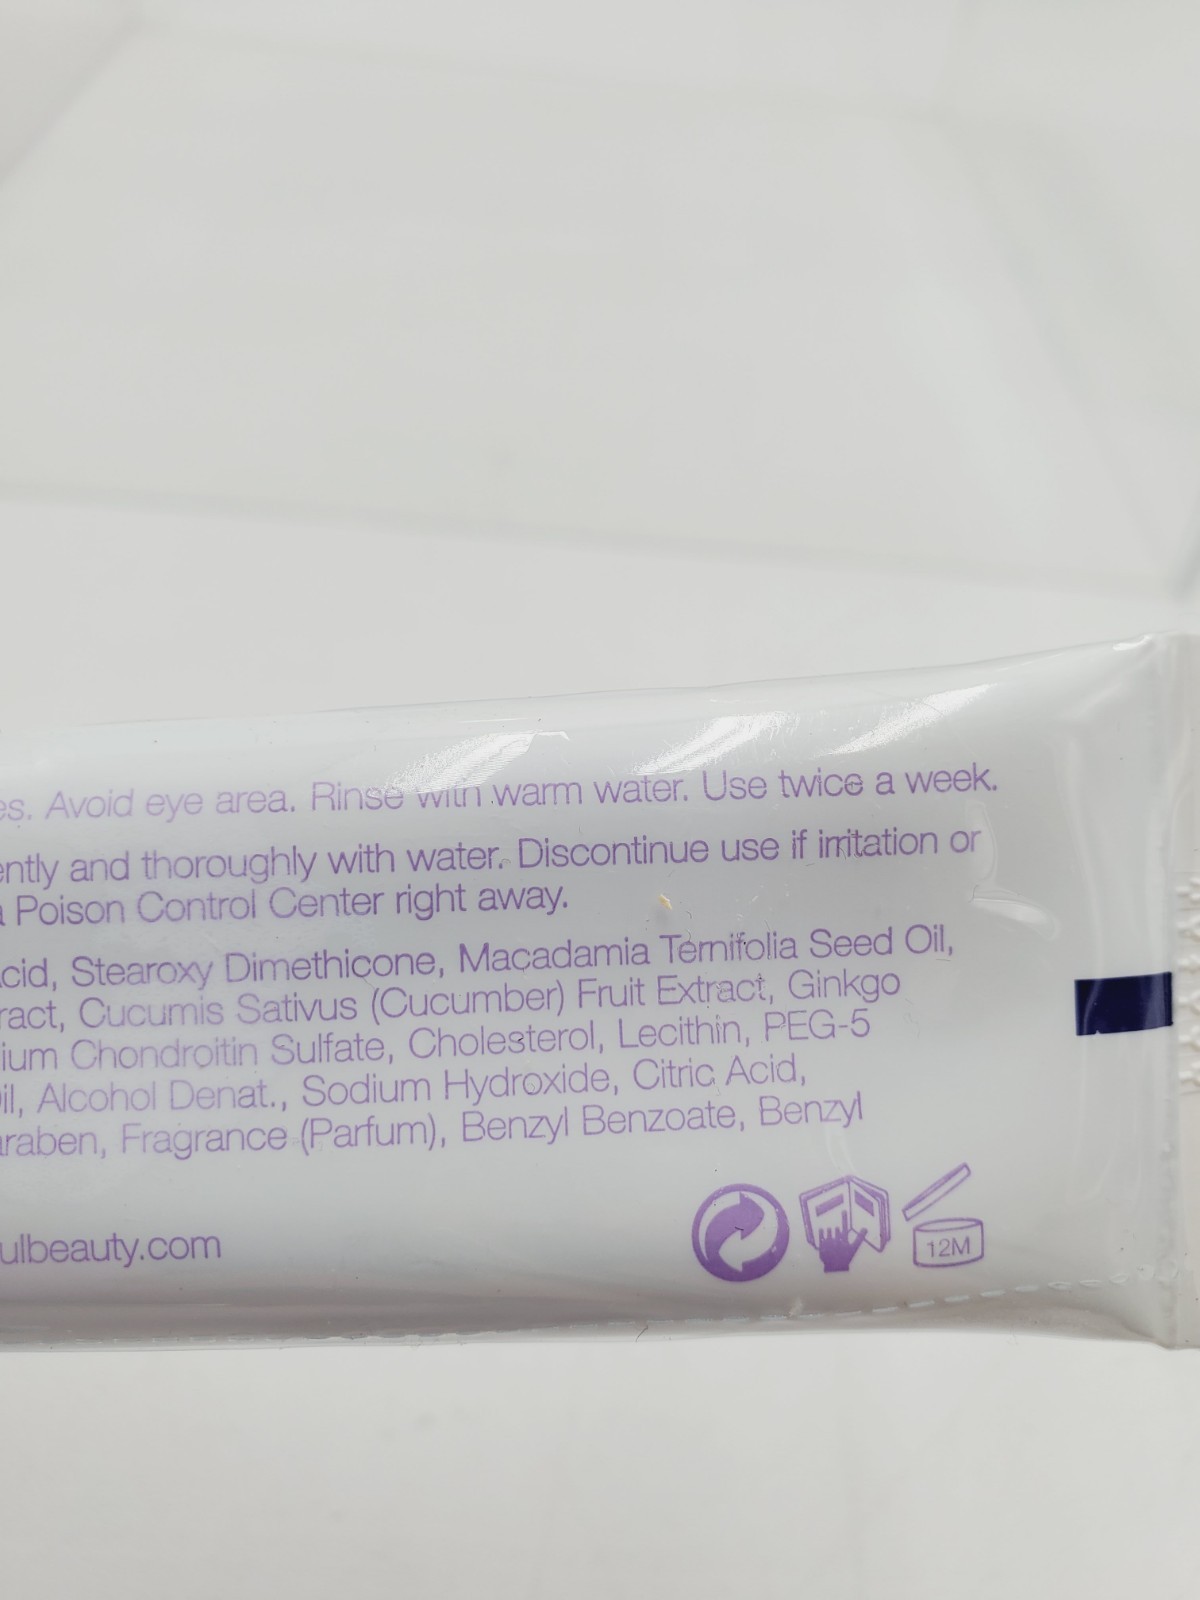 es. Avoid eye area. Rinse with warm water. Use twice a week.
ently and thoroughly with water. Discontinue use if irritation or
a Poison Control Center right away.
cid, Stearoxy Dimethicone, Macadamia Ternifolia Seed Oil,
ract, Cucumis Sativus (Cucumber) Fruit Extract, Ginkgo
ium Chondroitin Sulfate, Cholesterol, Lecithin, PEG-5
il, Alcohol Denat., Sodium Hydroxide, Citric Acid,
araben, Fragrance (Parfum), Benzyl Benzoate, Benzyl
ulbeauty.com
12M